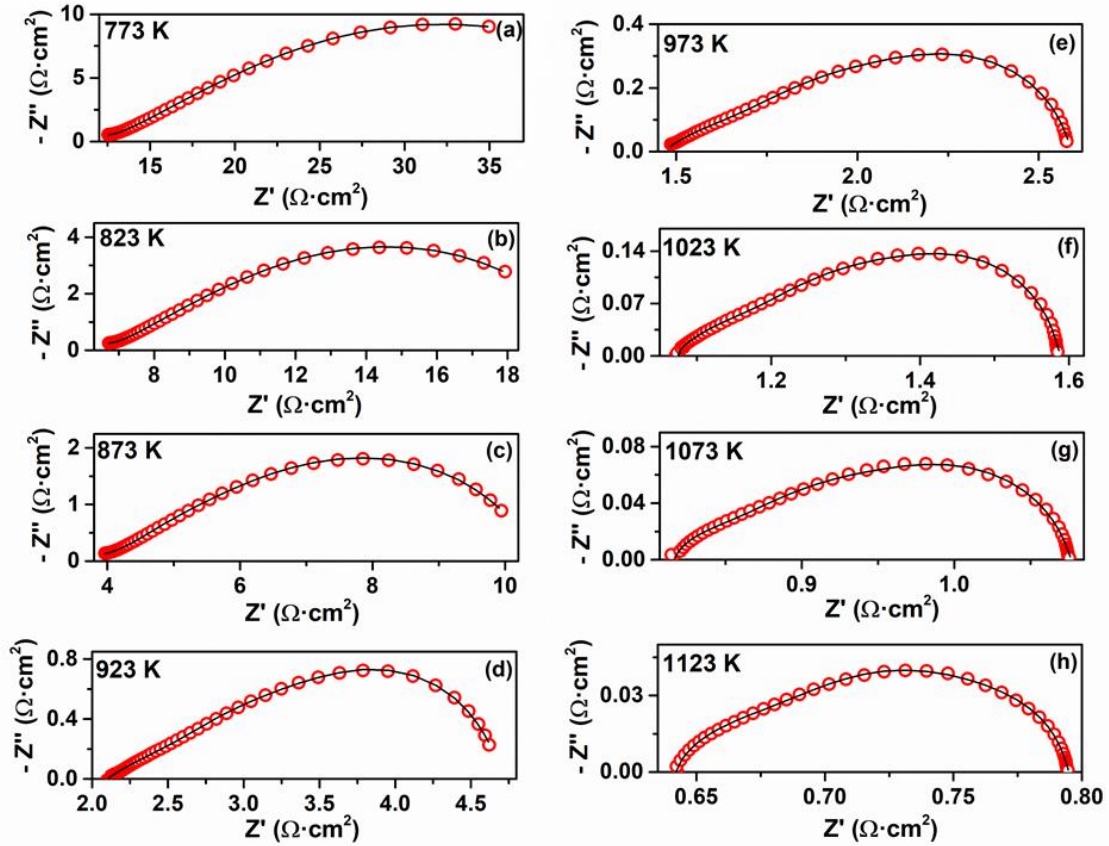 773 K
(a)
10
5
0
- Z'' (Ω·cm²)
15 20 25 30 35
Z' (Ω·cm²)
823 K
(b)
4
2
0
- Z'' (Ω·cm²)
8 10 12 14 16 18
Z' (Ω·cm²)
873 K
(c)
2
1
0
- Z'' (Ω·cm²)
4 6 8 10
Z' (Ω·cm²)
923 K
(d)
0.8
0.4
0.0
- Z'' (Ω·cm²)
2.0 2.5 3.0 3.5 4.0 4.5
Z' (Ω·cm²)
973 K
(e)
0.4
0.2
0.0
- Z'' (Ω·cm²)
1.5 2.0 2.5
Z' (Ω·cm²)
1023 K
(f)
0.14
0.07
0.00
- Z'' (Ω·cm²)
1.2 1.4 1.6
Z' (Ω·cm²)
1073 K
(g)
0.08
0.04
0.00
- Z'' (Ω·cm²)
0.9 1.0
Z' (Ω·cm²)
1123 K
(h)
0.03
0.00
- Z'' (Ω·cm²)
0.65 0.70 0.75 0.80
Z' (Ω·cm²)